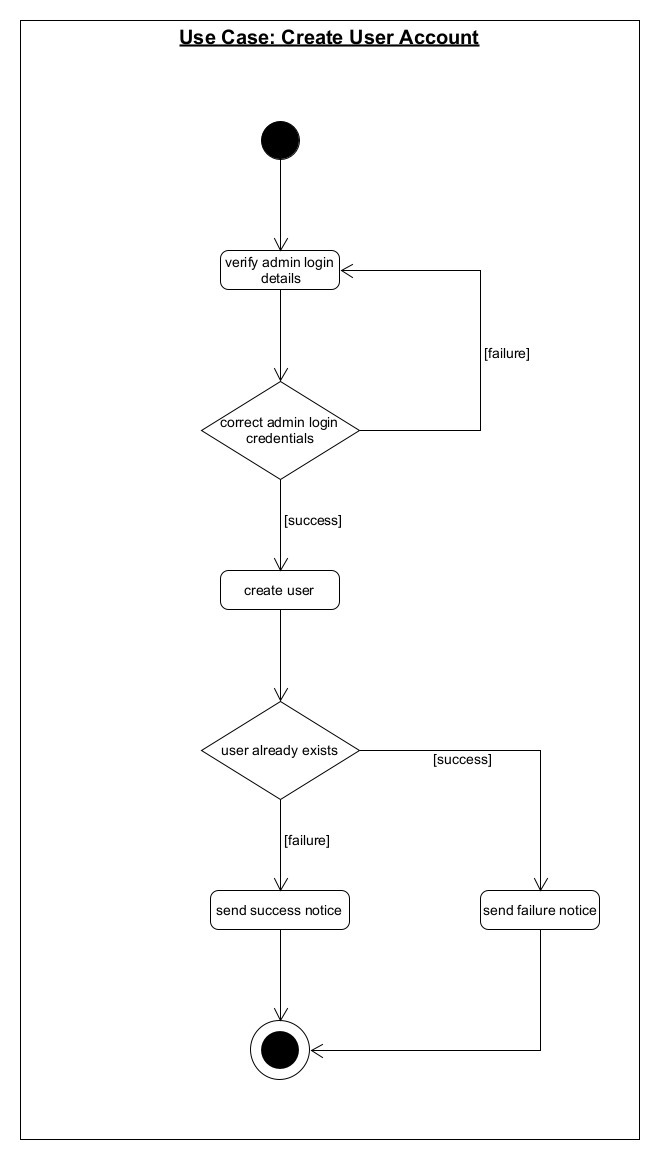 Use Case: Create User Account
verify admin login
details
[failure]
correct admin login
credentials
[success]
create user
user already exists
[success]
[failure]
send success notice
send failure notice